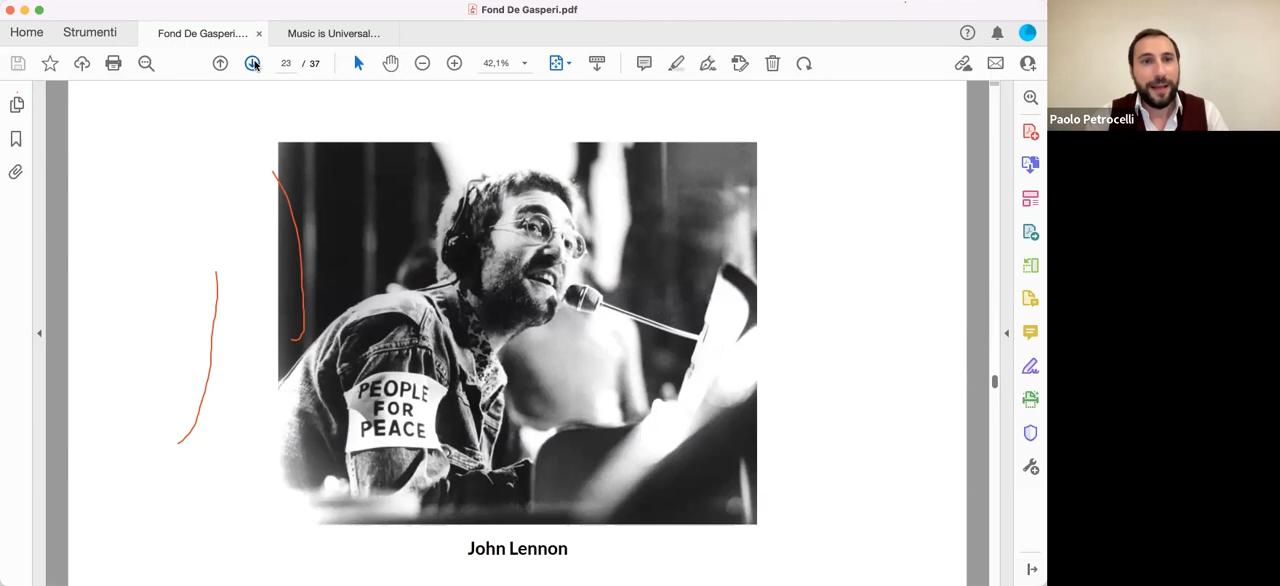 Fond De Gasperi.pdf
Home Strumenti Fond De Gasperi.... × Music is Universal...
23 / 37 42,1%
Paolo Petrocelli
PEOPLE
FOR
PEACE
John Lennon